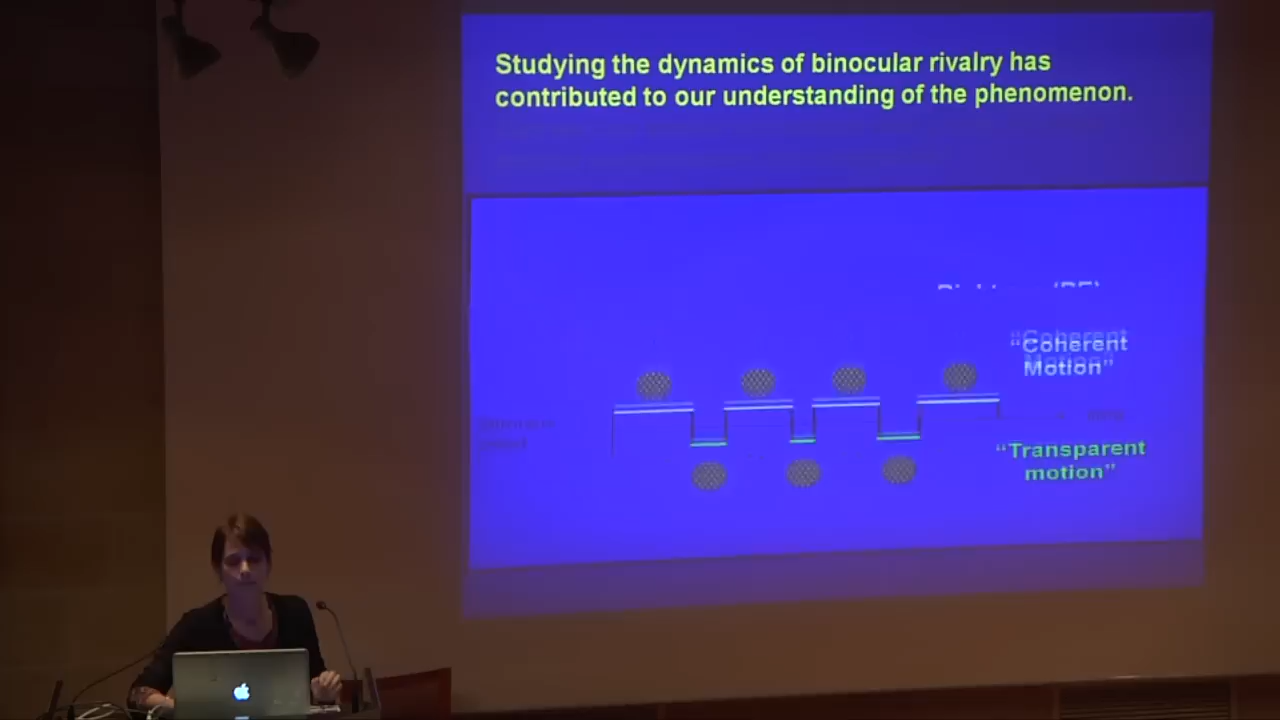 Studying the dynamics of binocular rivalry has
contributed to our understanding of the phenomenon.
“Coherent
Motion”
“Transparent
motion”